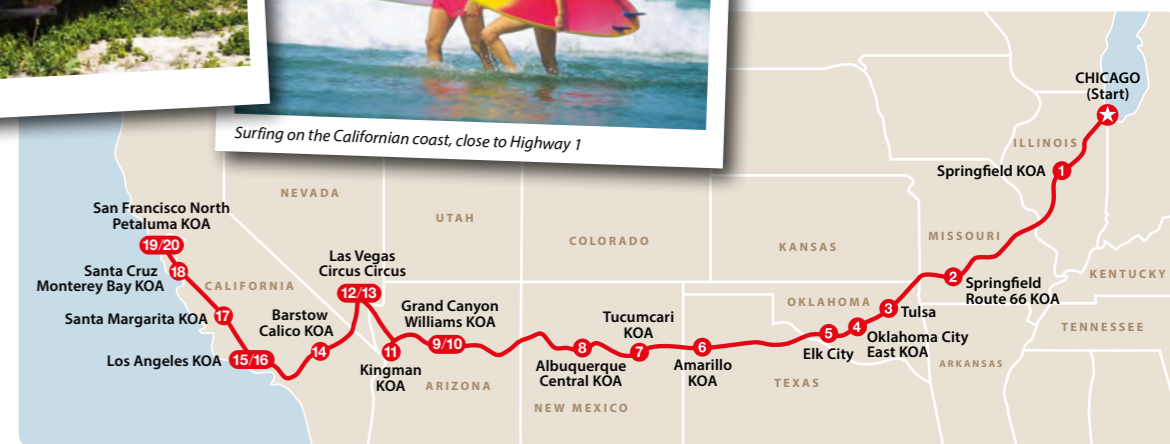 Surfing on the Californian coast, close to Highway 1
CHICAGO
(Start)
ILLINOIS
Springfield KOA
1
NEVADA
UTAH
COLORADO
KANSAS
MISSOURI
KENTUCKY
San Francisco North
Petaluma KOA
19/20
Santa Cruz
Monterey Bay KOA
18
CALIFORNIA
Las Vegas
Circus Circus
12/13
2
Springfield
Route 66 KOA
Santa Margarita KOA
17
Barstow
Calico KOA
14
Grand Canyon
Williams KOA
9/10
Tucumcari
KOA
7
OKLAHOMA
3
Tulsa
TENNESSEE
Los Angeles KOA
15/16
11
Kingman
KOA
ARIZONA
8
Albuquerque
Central KOA
NEW MEXICO
6
Amarillo
KOA
TEXAS
5
Elk City
4
Oklahoma City
East KOA
ARKANSAS